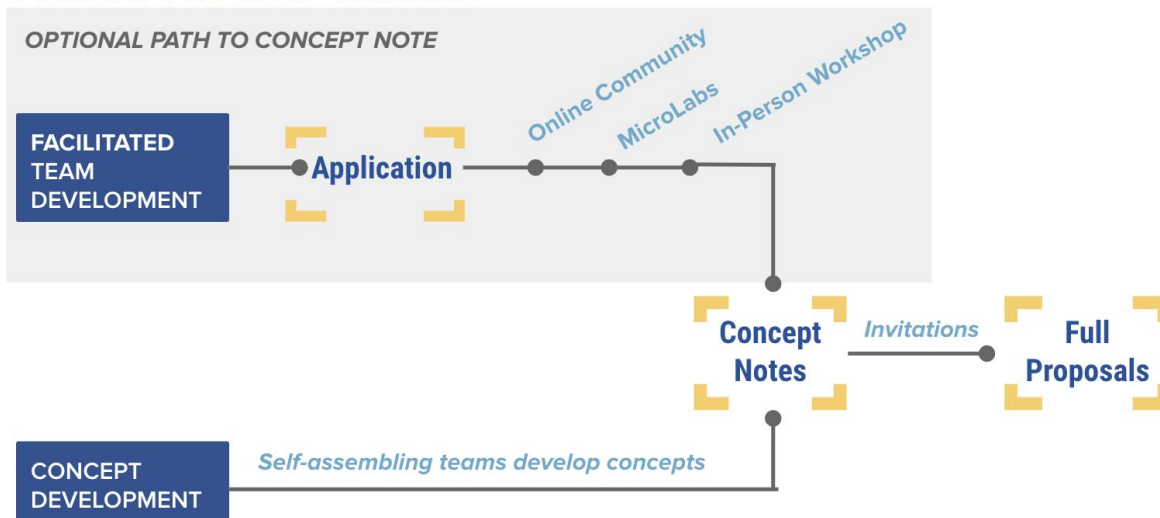 OPTIONAL PATH TO CONCEPT NOTE
Online Community
MicroLabs
In-Person Workshop
FACILITATED
TEAM
DEVELOPMENT
Application
Concept
Notes
Invitations
Full
Proposals
Self-assembling teams develop concepts
CONCEPT
DEVELOPMENT